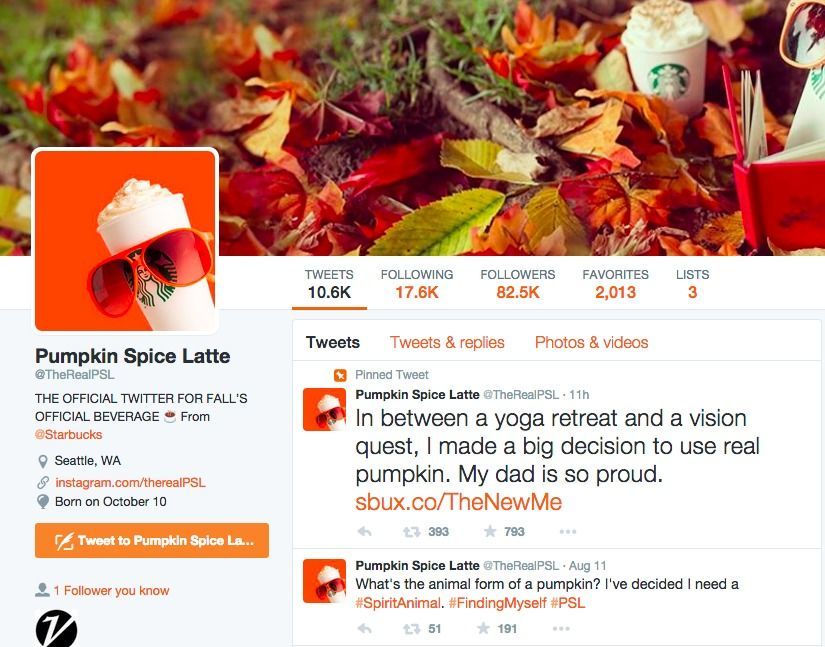 TWEETS FOLLOWING FOLLOWERS FAVORITES LISTS
10.6K 17.6K 82.5K 2,013 3
Pumpkin Spice Latte
@TheRealPSL
THE OFFICIAL TWITTER FOR FALL'S
OFFICIAL BEVERAGE ☕ From
@Starbucks
Seattle, WA
instagram.com/therealPSL
Born on October 10
Tweet to Pumpkin Spice La...
1 Follower you know
Tweets Tweets & replies Photos & videos
Pinned Tweet
Pumpkin Spice Latte @TheRealPSL · 11h
In between a yoga retreat and a vision
quest, I made a big decision to use real
pumpkin. My dad is so proud.
sbux.co/TheNewMe
393 793
Pumpkin Spice Latte @TheRealPSL · Aug 11
What's the animal form of a pumpkin? I've decided I need a
#SpiritAnimal. #FindingMyself #PSL
51 191